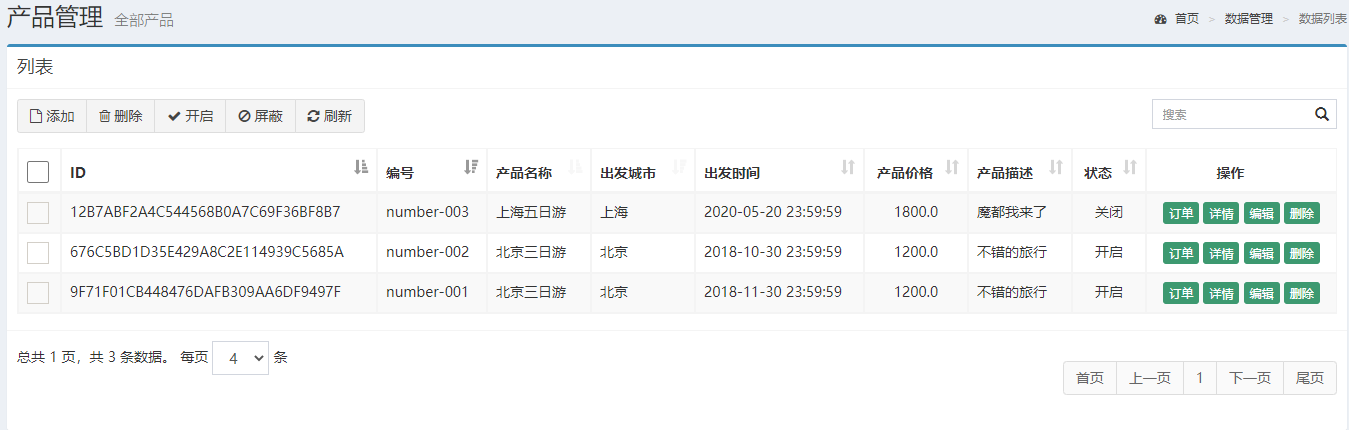 产品管理 全部产品
首页 > 数据管理 > 数据列表
列表
添加 删除 开启 屏蔽 刷新
搜索
ID 编号 产品名称 出发城市 出发时间 产品价格 产品描述 状态 操作
12B7ABF2A4C544568B0A7C69F36BF8B7 number-003 上海五日游 上海 2020-05-20 23:59:59 1800.0 魔都我来了 关闭 订单 详情 编辑 删除
676C5BD1D35E429A8C2E114939C5685A number-002 北京三日游 北京 2018-10-30 23:59:59 1200.0 不错的旅行 开启 订单 详情 编辑 删除
9F71F01CB448476DAFB309AA6DF9497F number-001 北京三日游 北京 2018-11-30 23:59:59 1200.0 不错的旅行 开启 订单 详情 编辑 删除
总共 1 页，共 3 条数据。 每页 4 条
首页 上一页 1 下一页 尾页